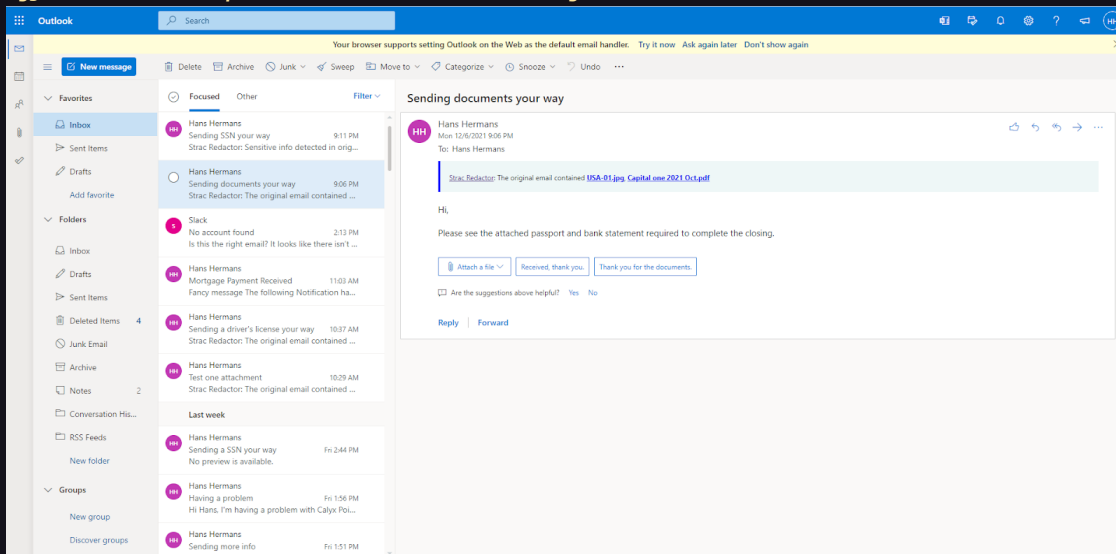 Outlook
Search
HH
Your browser supports setting Outlook on the Web as the default email handler. Try it now Ask again later Don't show again
New message
Delete Archive Junk Sweep Move to Categorize Snooze Undo ...
Favorites
Inbox
Sent Items
Drafts
Add favorite
Folders
Inbox
Drafts
Sent Items
Deleted Items 4
Junk Email
Archive
Notes 2
Conversation His...
RSS Feeds
New folder
Groups
New group
Discover groups
Focused Other Filter
HH
Hans Hermans
Sending SSN your way 9:11 PM
Strac Redactor: Sensitive info detected in orig...
Hans Hermans
Sending documents your way 9:06 PM
Strac Redactor: The original email contained ...
S
Slack
No account found 2:13 PM
Is this the right email? It looks like there isn't ...
HH
Hans Hermans
Mortgage Payment Received 11:03 AM
Fancy message The following Notification ha...
HH
Hans Hermans
Sending a driver's license your way 10:37 AM
Strac Redactor: The original email contained ...
HH
Hans Hermans
Test one attachment 10:29 AM
Strac Redactor: The original email contained ...
Last week
HH
Hans Hermans
Sending a SSN your way Fri 2:44 PM
No preview is available.
HH
Hans Hermans
Having a problem Fri 1:56 PM
Hi Hans, I'm having a problem with Calyx Poi...
HH
Hans Hermans
Sending more info Fri 1:51 PM
Sending documents your way
HH
Hans Hermans
Mon 12/6/2021 9:06 PM
To: Hans Hermans
Strac Redactor: The original email contained USA-01.jpg, Capital one 2021 Oct.pdf
Hi,
Please see the attached passport and bank statement required to complete the closing.
Attach a file Received, thank you. Thank you for the documents.
Are the suggestions above helpful? Yes No
Reply Forward